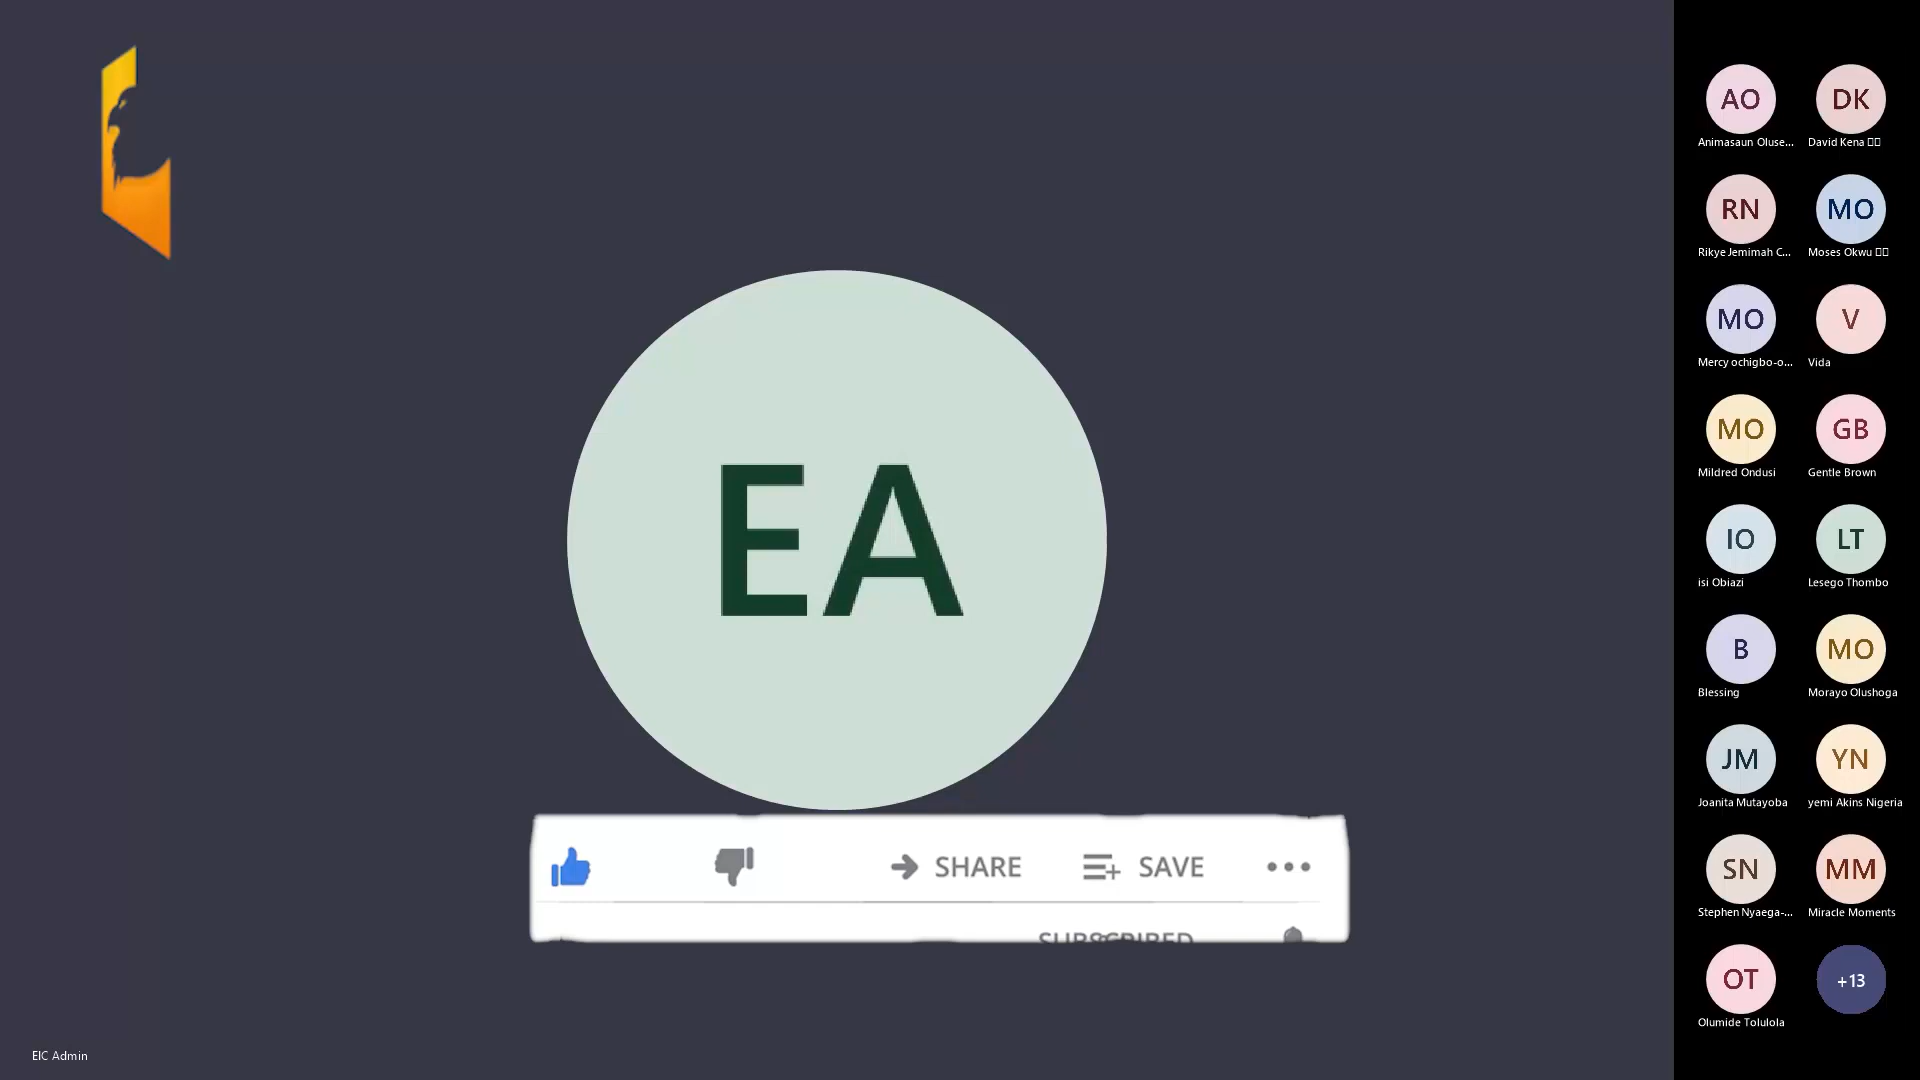 EA
SHARE
SAVE
SUBSCRIBED
EIC Admin
AO
DK
Animasaun Oluse...
David Kena
RN
MO
Rikye Jemimah C...
Moses Okwu
MO
V
Mercy ochigbo-o...
Vida
MO
GB
Mildred Ondusi
Gentle Brown
IO
LT
isi Obiazi
Lesego Thombo
B
MO
Blessing
Morayo Olushoga
JM
YN
Joanita Mutayoba
yemi Akins Nigeria
SN
MM
Stephen Nyaega-...
Miracle Moments
OT
+13
Olumide Tolulola